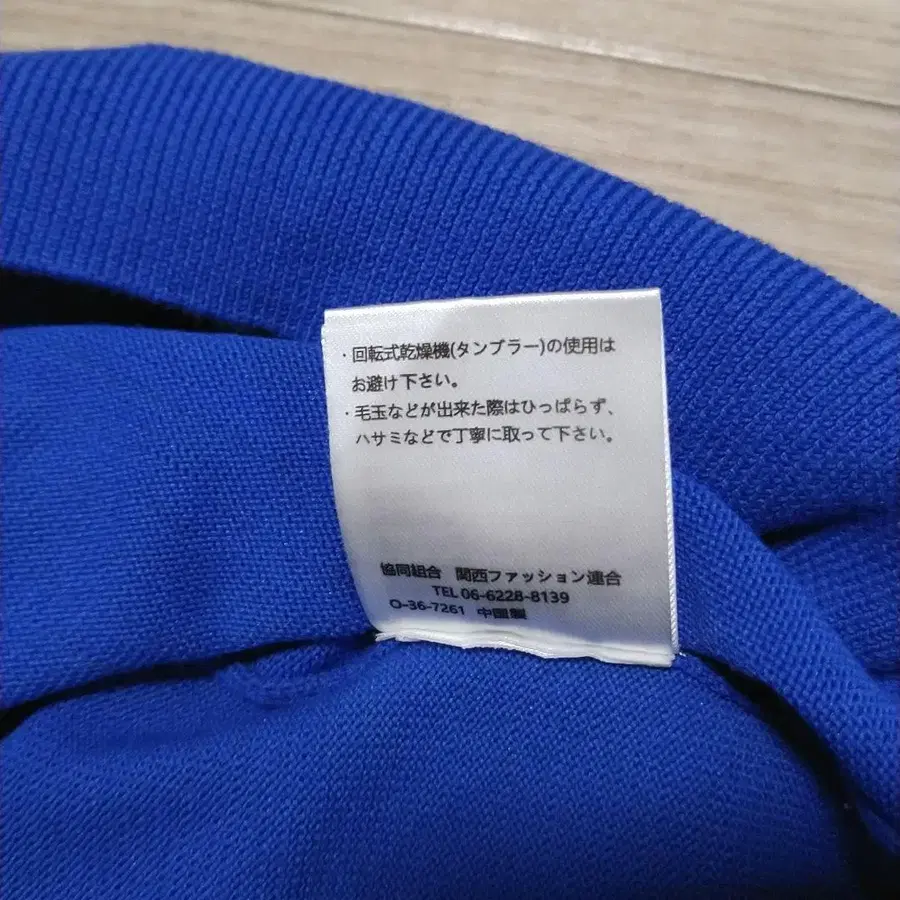 ・回転式乾燥機(タンブラー)の使用は
お避け下さい。
・毛玉などが出来た際はひっぱらず、
ハサミなどで丁寧に取って下さい。
協同組合 関西ファッション連合
TEL 06-6228-8139
O-36-7261 中国製